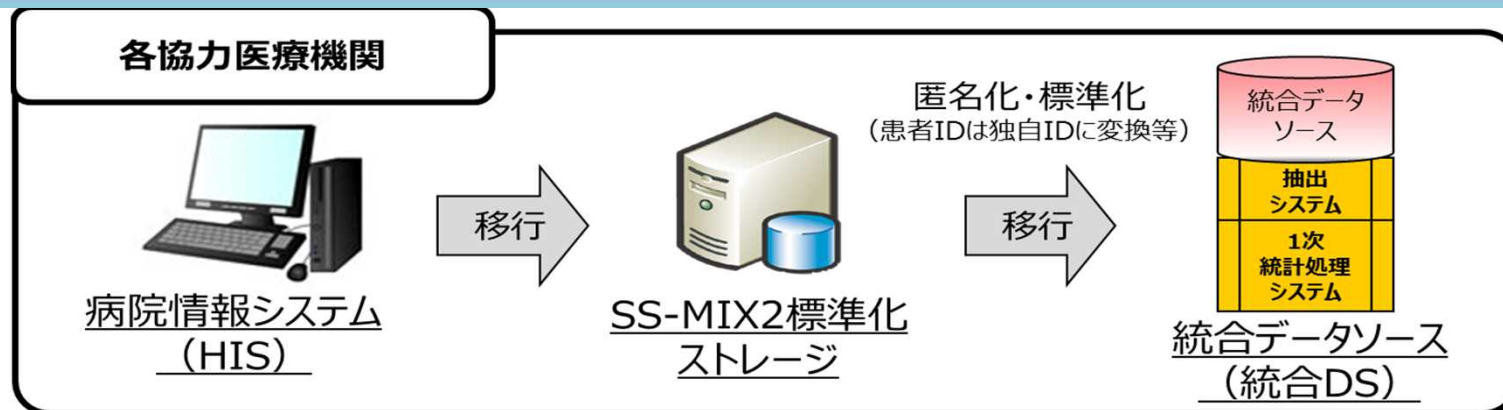 各協力医療機関
匿名化・標準化
（患者IDは独自IDに変換等）
統合データ
ソース
抽出
システム
1次
統計処理
システム
移行
移行
病院情報システム
（HIS）
SS-MIX2標準化
ストレージ
統合データソース
（統合DS）